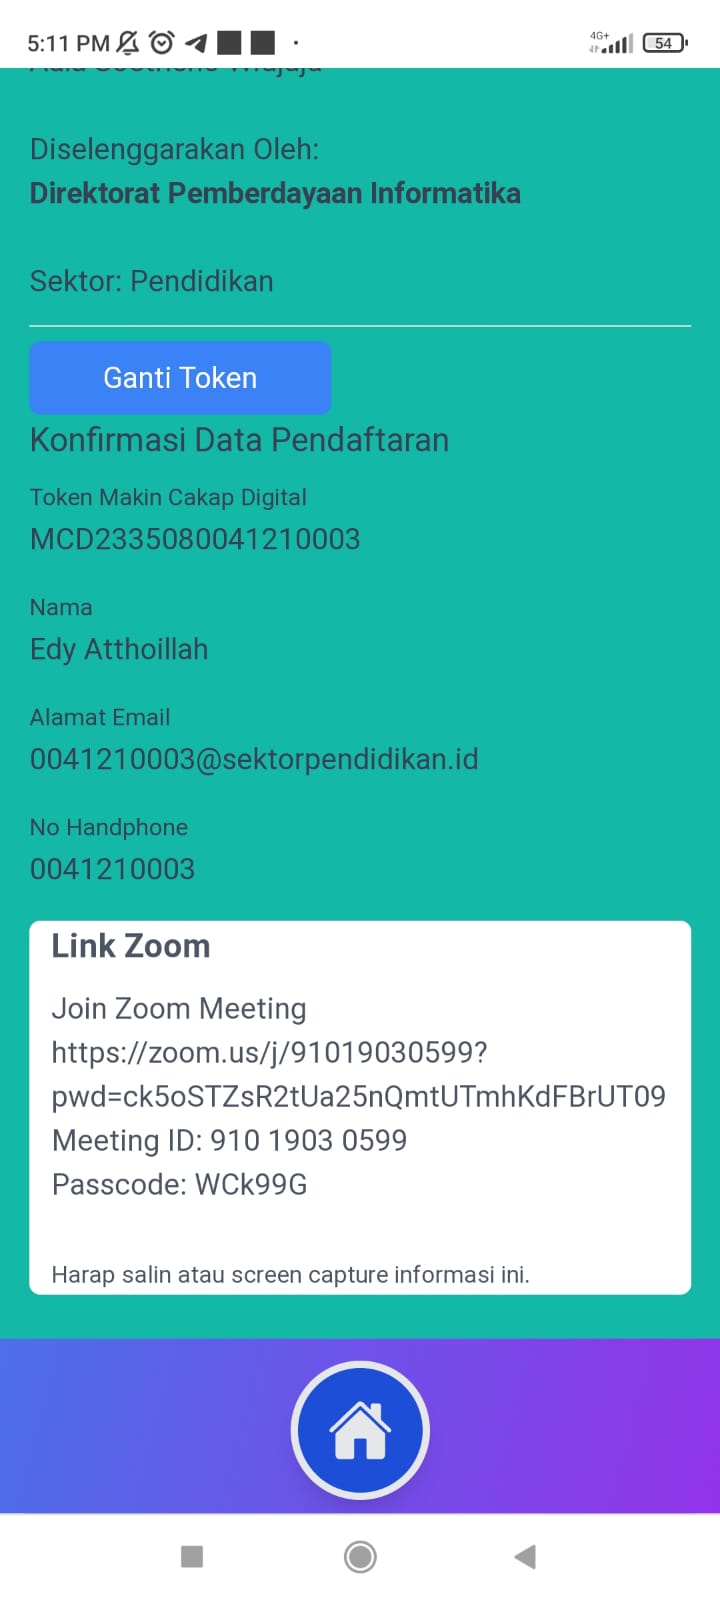 5:11 PM
4G+
54
Diselenggarakan Oleh:
Direktorat Pemberdayaan Informatika
Sektor: Pendidikan
Ganti Token
Konfirmasi Data Pendaftaran
Token Makin Cakap Digital
MCD2335080041210003
Nama
Edy Atthoillah
Alamat Email
0041210003@sektorpendidikan.id
No Handphone
0041210003
Link Zoom
Join Zoom Meeting
https://zoom.us/j/91019030599?
pwd=ck5oSTZsR2tUa25nQmtUTmhKdFBrUT09
Meeting ID: 910 1903 0599
Passcode: WCk99G
Harap salin atau screen capture informasi ini.